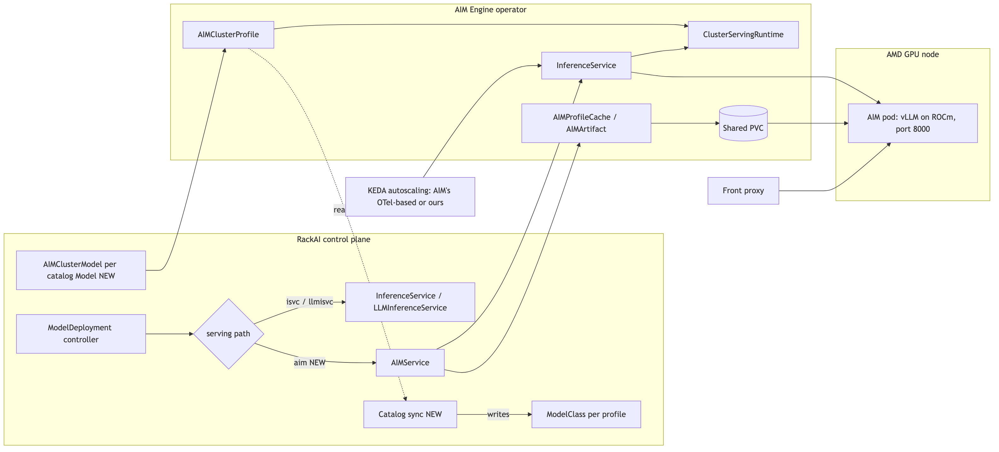 AIM Engine operator
AIMClusterProfile
ClusterServingRuntime
InferenceService
AMD GPU node
AIMProfileCache /
AIMArtifact
Shared PVC
AIM pod: vLLM on ROCm,
port 8000
KEDA autoscaling: AIM's
OTel-based or ours
Front proxy
rea
RackAI control plane
AIMClusterModel per
catalog Model NEW
ModelDeployment
controller
serving path
isvc / llmisvc
InferenceService /
LLMInferenceService
aim NEW
AIMService
Catalog sync NEW
writes
ModelClass per profile